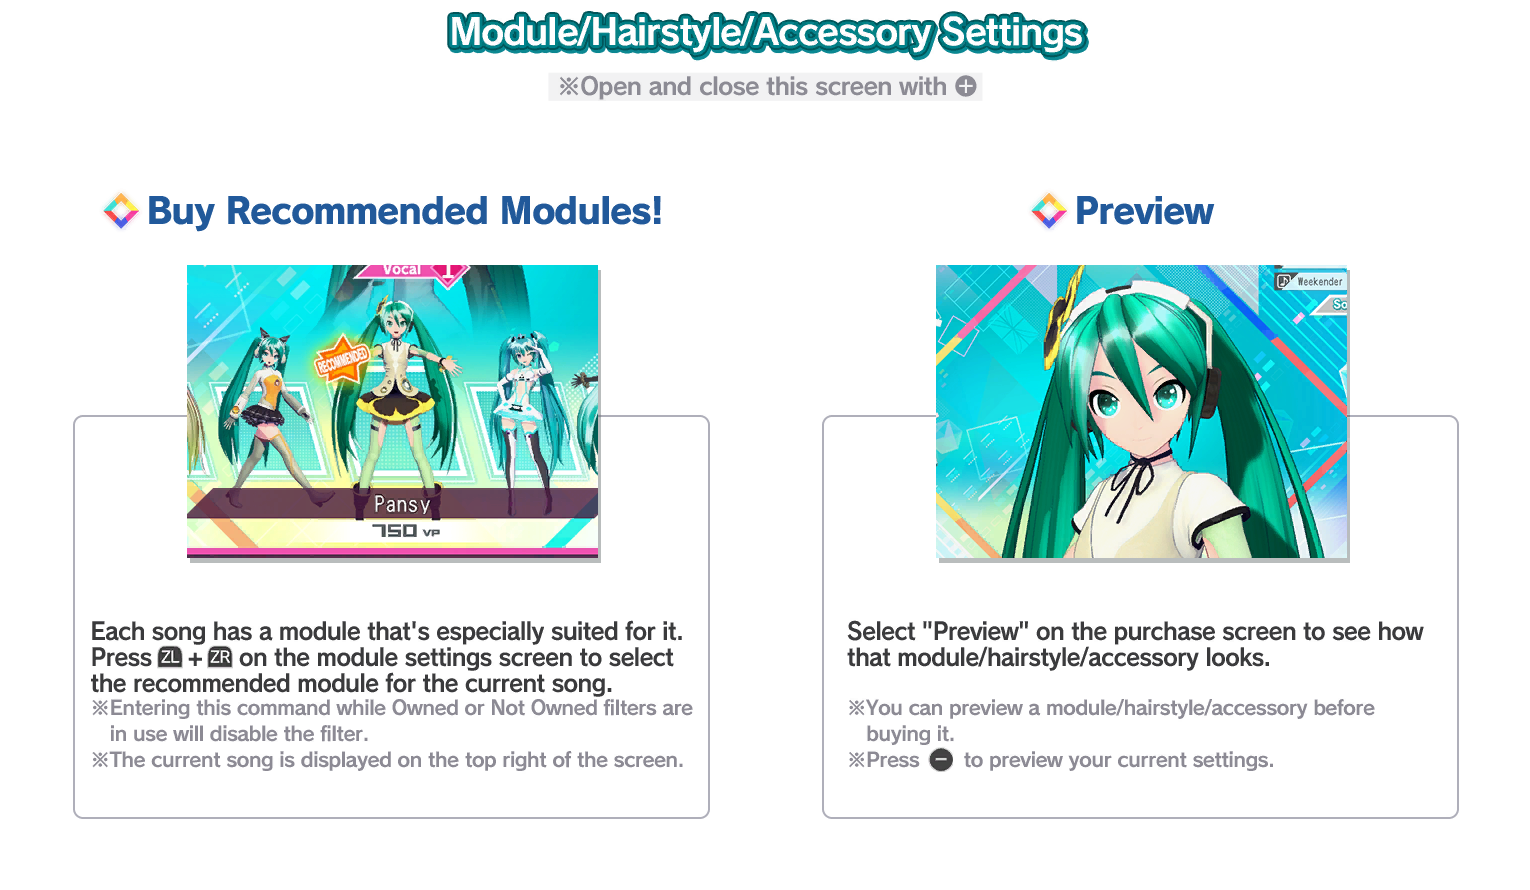 Module/Hairstyle/Accessory Settings
※Open and close this screen with
Buy Recommended Modules!
Vocal 1
RECOMMENDED
Pansy
750 VP
Each song has a module that's especially suited for it.
Press ZL + ZR on the module settings screen to select
the recommended module for the current song.
※Entering this command while Owned or Not Owned filters are
in use will disable the filter.
※The current song is displayed on the top right of the screen.
Preview
Weekender
So
Select "Preview" on the purchase screen to see how
that module/hairstyle/accessory looks.
※You can preview a module/hairstyle/accessory before
buying it.
※Press to preview your current settings.